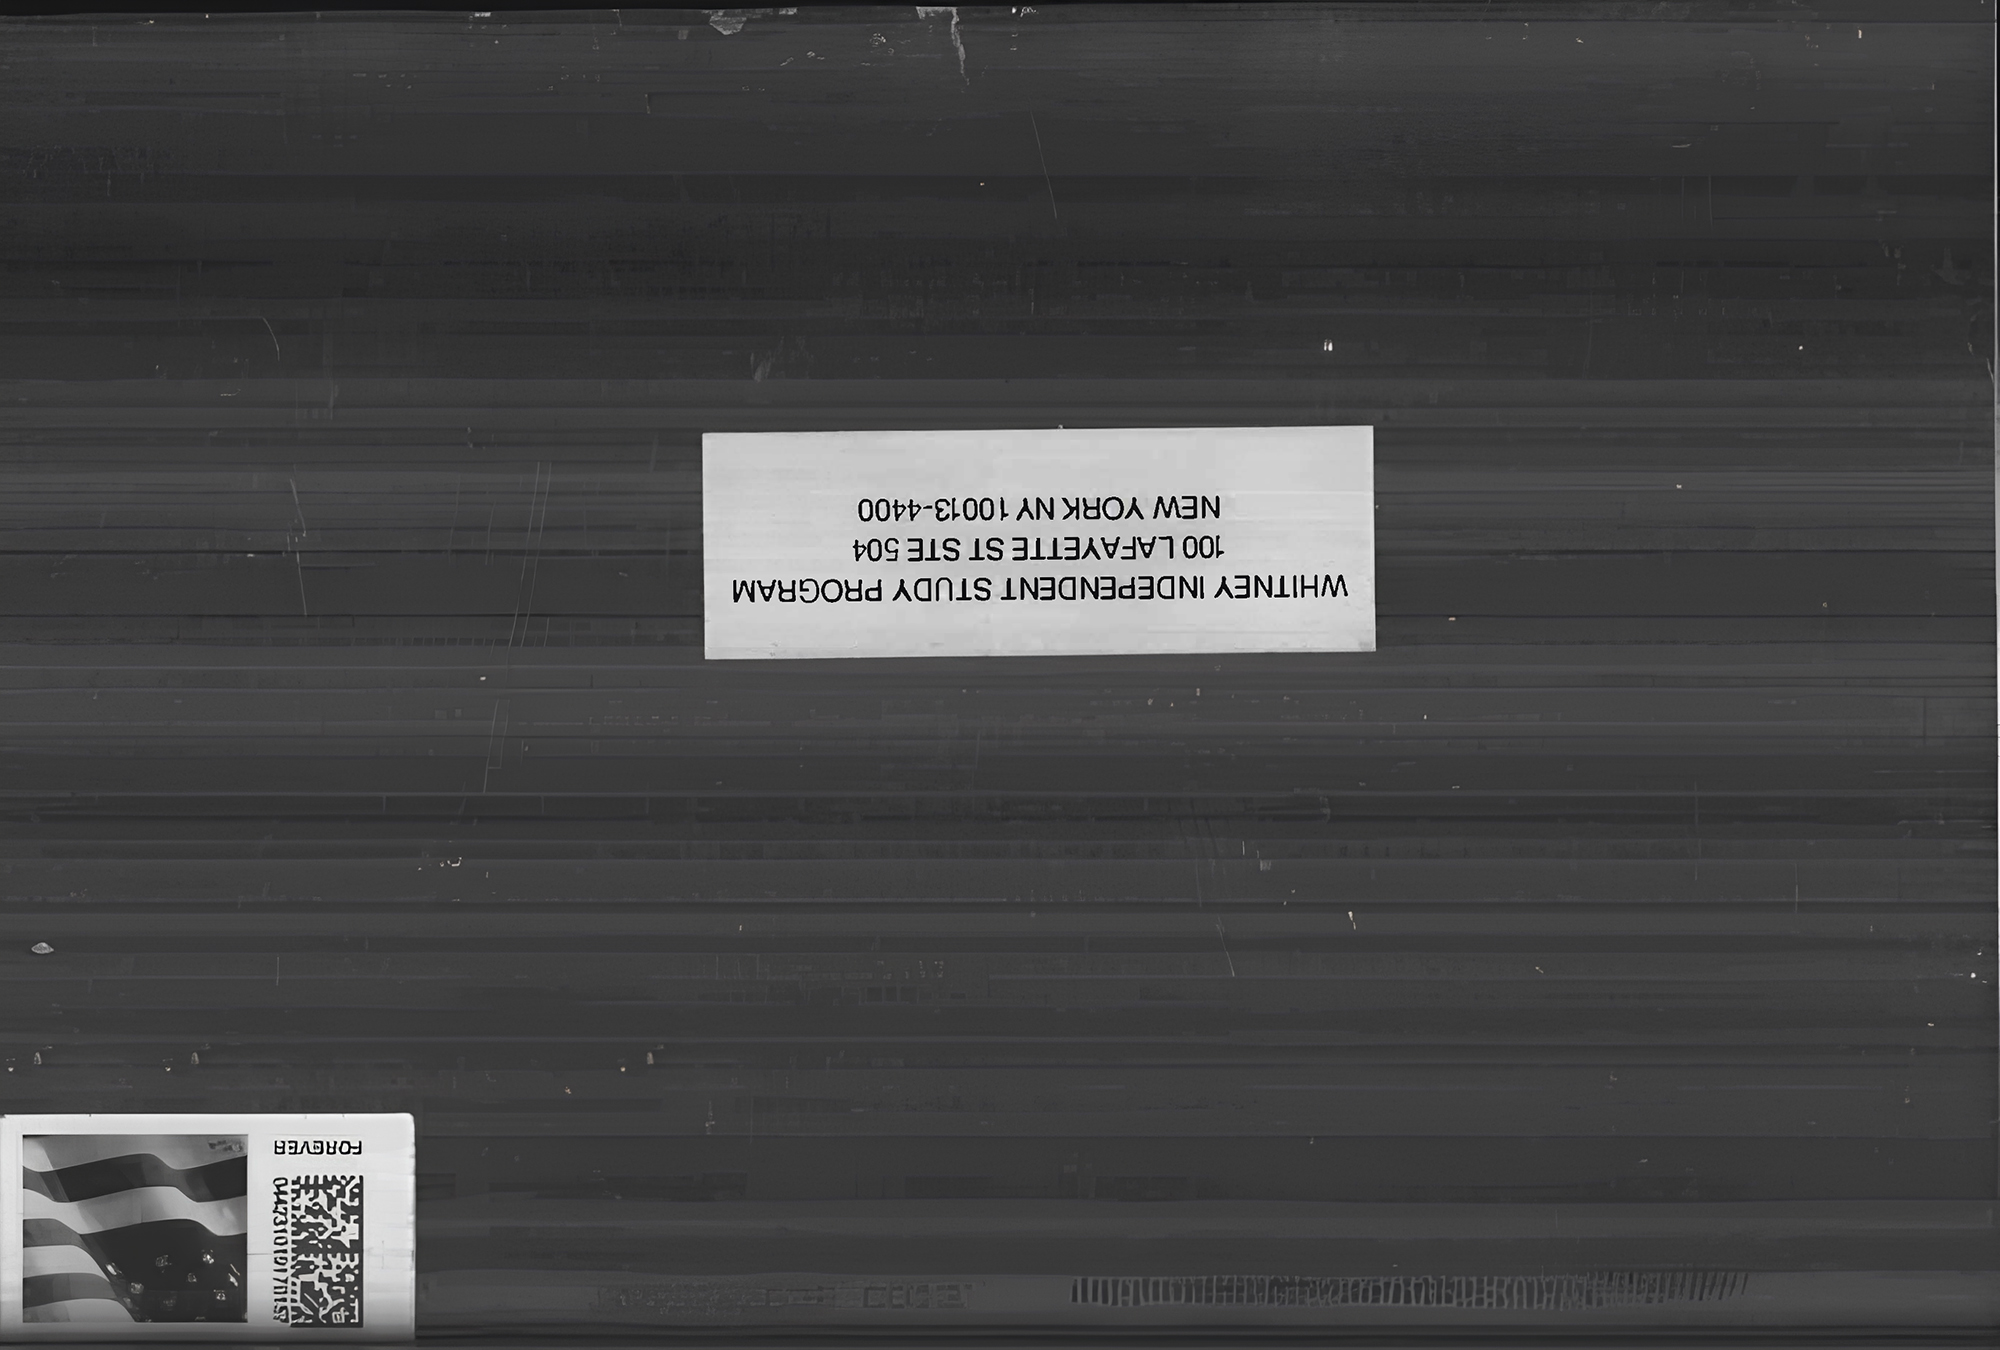 WHITNEY INDEPENDENT STUDY PROGRAM
100 LAFAYETTE ST STE 504
NEW YORK NY 10013-4400
FOREVER